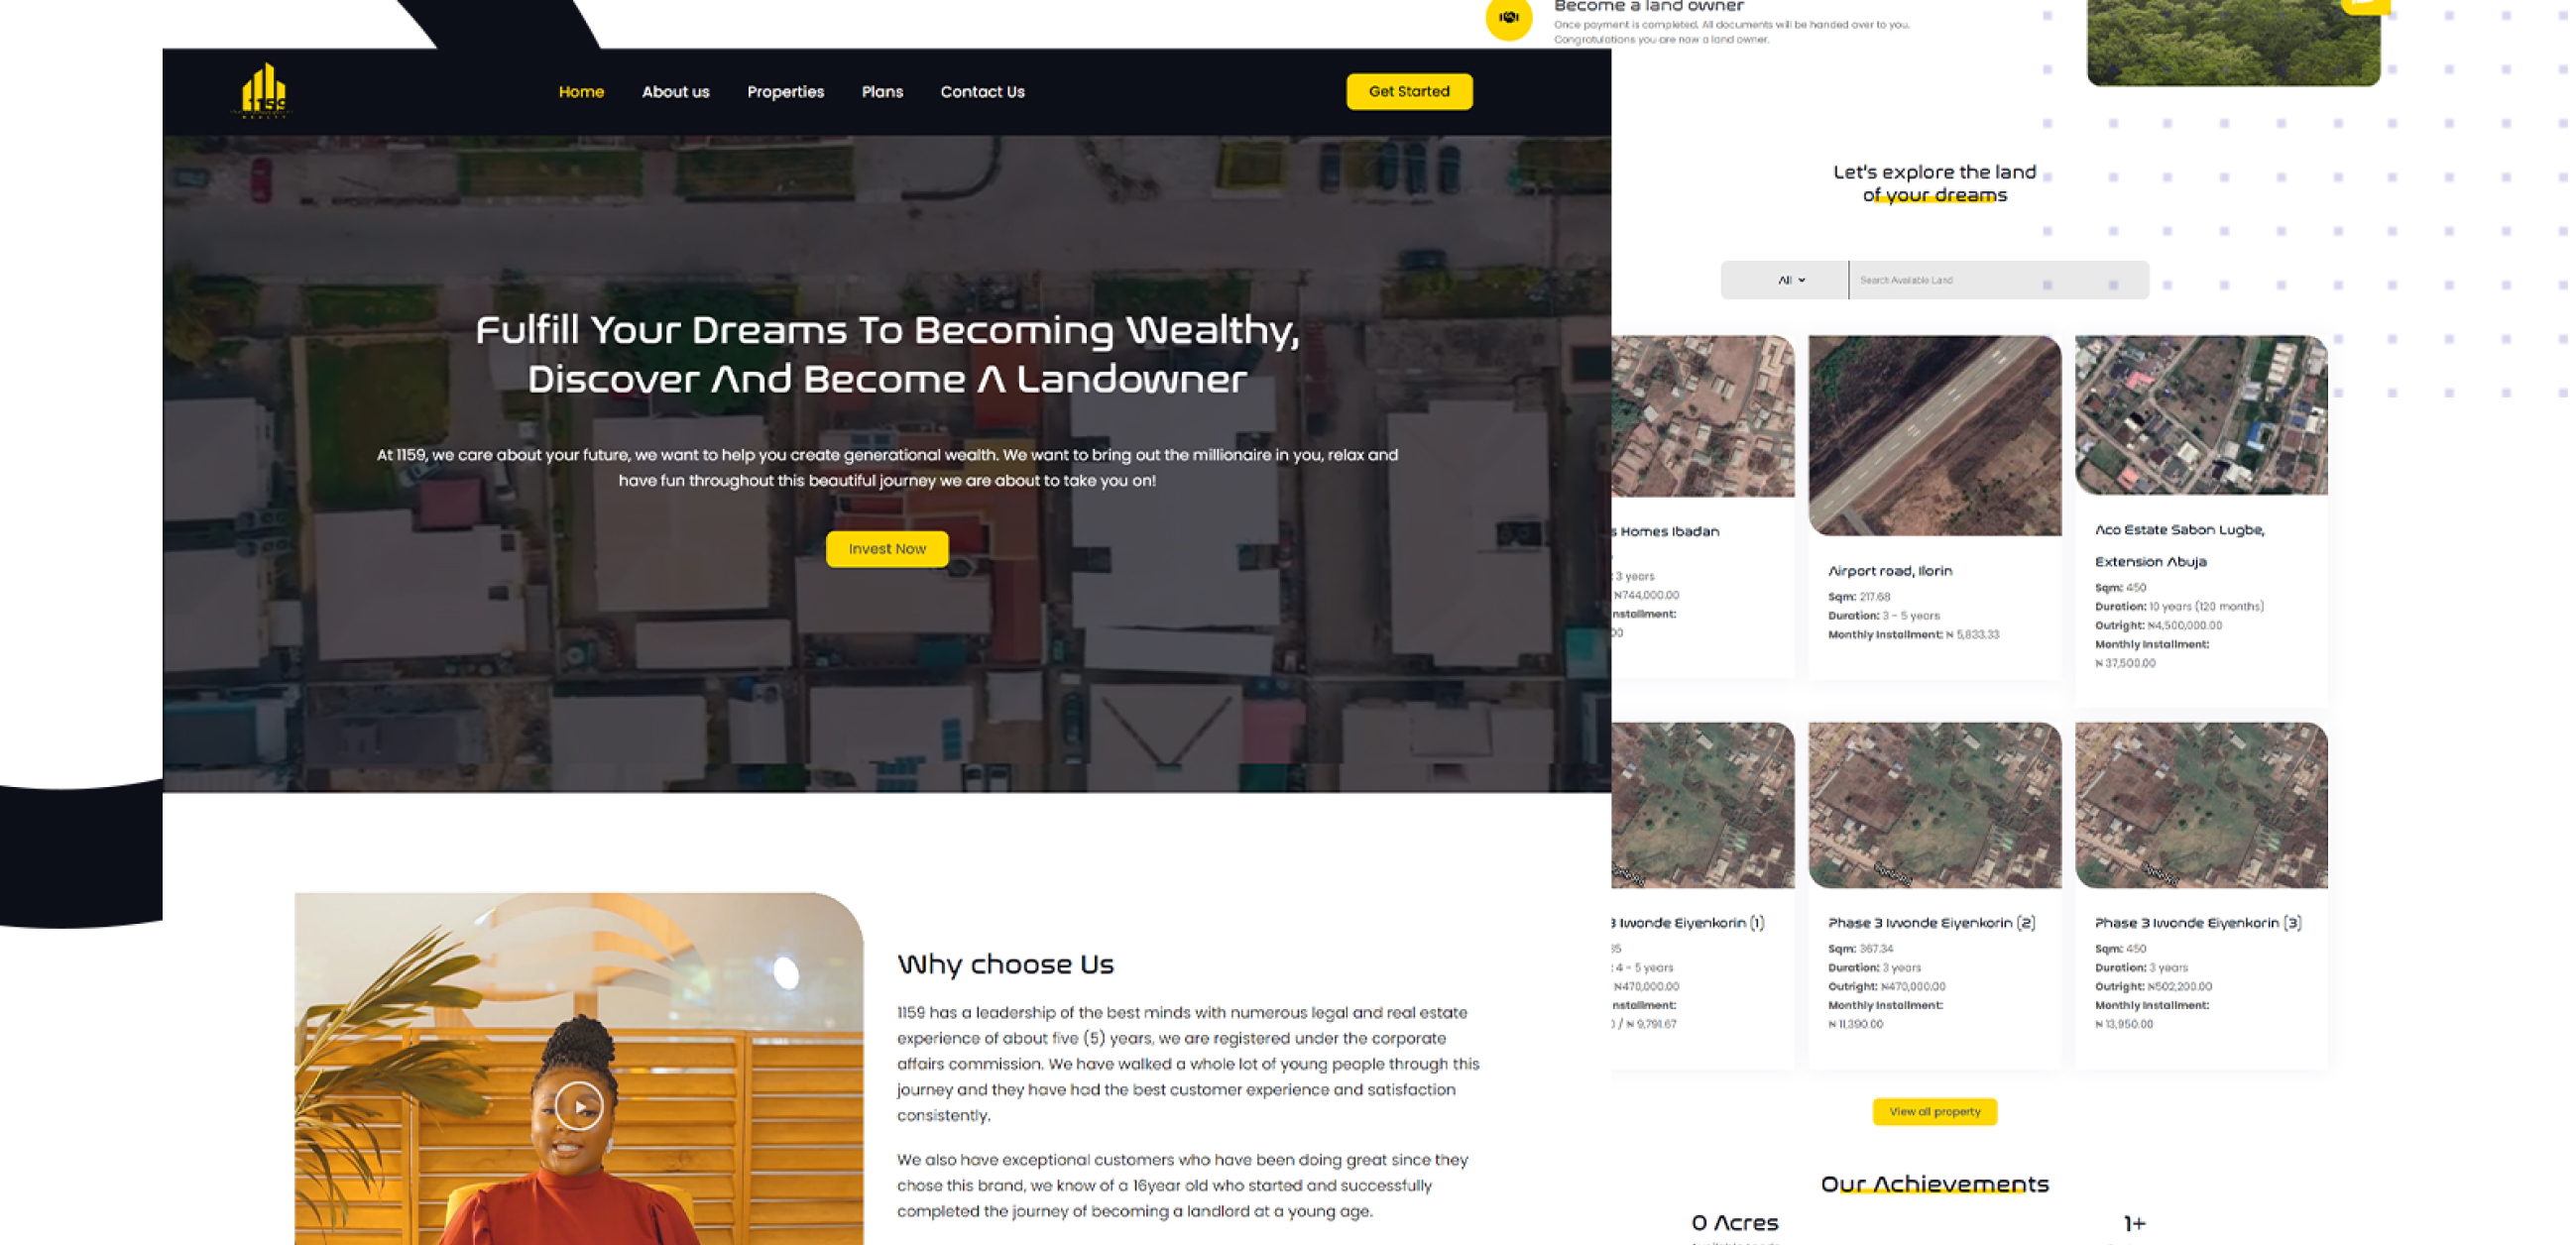 1159
REALTY
Home
About us
Properties
Plans
Contact Us
Get Started
Fulfill Your Dreams To Becoming Wealthy,
Discover And Become A Landowner
At 1159, we care about your future, we want to help you create generational wealth. We want to bring out the millionaire in you, relax and
have fun throughout this beautiful journey we are about to take you on!
Invest Now
Why choose Us
1159 has a leadership of the best minds with numerous legal and real estate
experience of about five (5) years, we are registered under the corporate
affairs commission. We have walked a whole lot of young people through this
journey and they have had the best customer experience and satisfaction
consistently.
We also have exceptional customers who have been doing great since they
chose this brand, we know of a 16year old who started and successfully
completed the journey of becoming a landlord at a young age.
Become a land owner
Once payment is completed, All documents will be handed over to you.
Congratulations you are now a land owner.
Let's explore the land
of your dreams
All
Search Available Land
s Homes Ibadan
: 3 years
₦744,000.00
nstallment:
00
Airport road, Ilorin
Sqm: 217.68
Duration: 3 - 5 years
Monthly Installment: ₦ 5,833.33
Aco Estate Sabon Lugbe,
Extension Abuja
Sqm: 450
Duration: 10 years (120 months)
Outright: ₦4,500,000.00
Monthly Installment:
₦ 37,500.00
3 Iwonde Eiyenkorin (1)
35
: 4 - 5 years
₦470,000.00
nstallment:
0 / ₦ 9,791.67
Phase 3 Iwonde Eiyenkorin (2)
Sqm: 367.34
Duration: 3 years
Outright: ₦470,000.00
Monthly Installment:
₦ 11,390.00
Phase 3 Iwonde Eiyenkorin (3)
Sqm: 450
Duration: 3 years
Outright: ₦502,200.00
Monthly Installment:
₦ 13,950.00
View all property
Our Achievements
0 Acres
1+